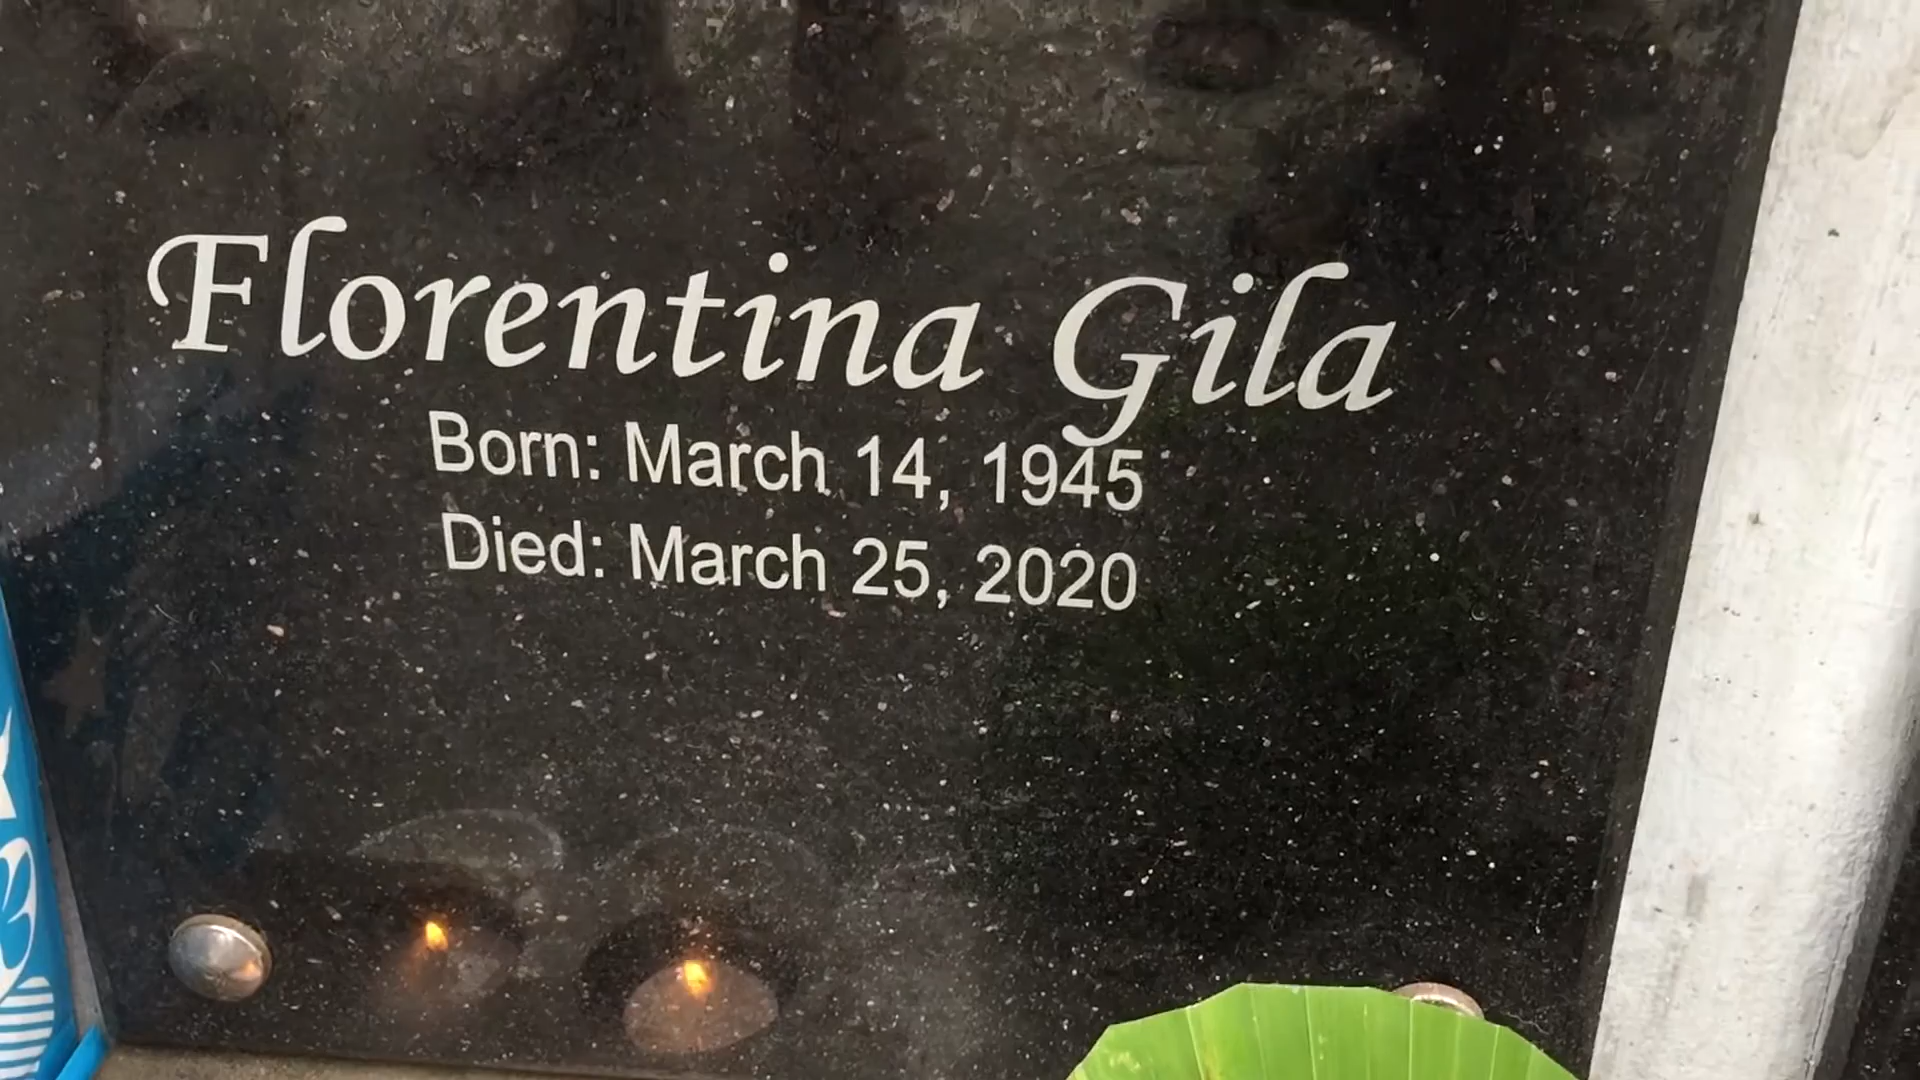 Florentina Gila
Born: March 14, 1945
Died: March 25, 2020